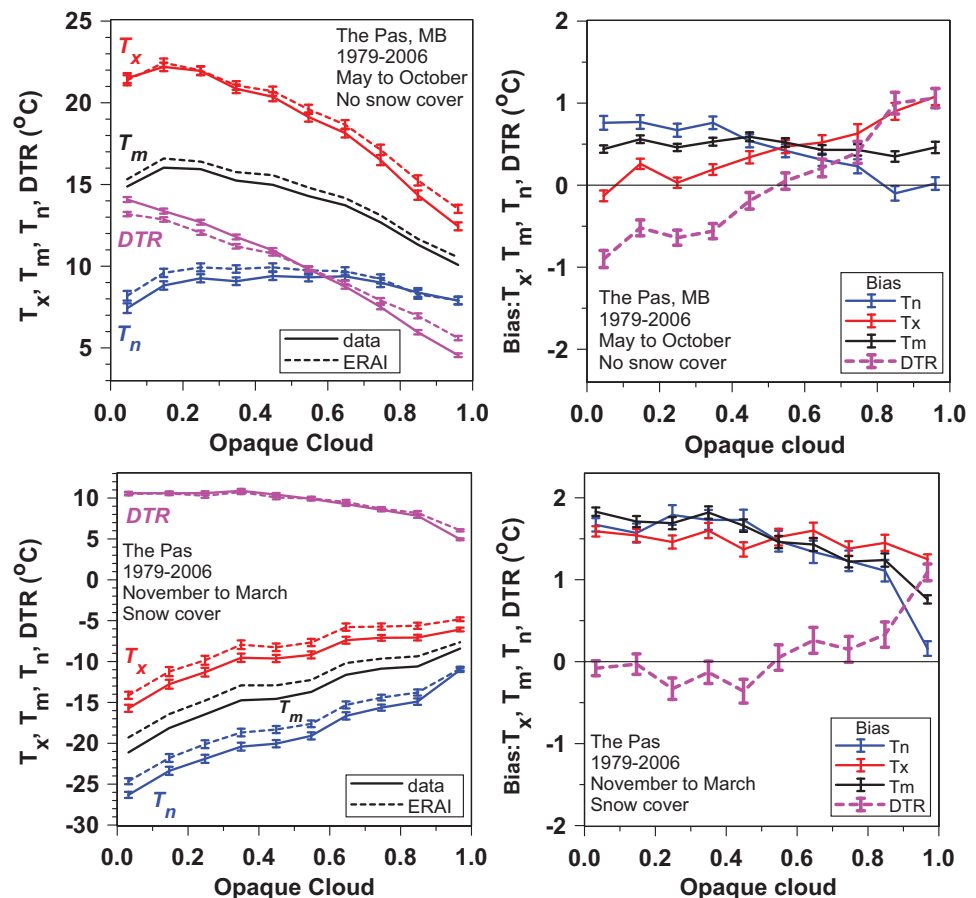 T_x, T_m, T_n, DTR (°C)
25
20
15
10
5
T_x
T_m
DTR
T_n
The Pas, MB
1979-2006
May to October
No snow cover
data
ERAI
0.0 0.2 0.4 0.6 0.8 1.0
Opaque Cloud
Bias:T_x, T_m, T_n, DTR (°C)
2
1
0
-1
-2
The Pas, MB
1979-2006
May to October
No snow cover
Bias
Tn
Tx
Tm
DTR
0.0 0.2 0.4 0.6 0.8 1.0
Opaque cloud
T_x, T_m, T_n, DTR (°C)
10
5
0
-5
-10
-15
-20
-25
-30
DTR
The Pas
1979-2006
November to March
Snow cover
T_x
T_m
T_n
data
ERAI
0.0 0.2 0.4 0.6 0.8 1.0
Opaque Cloud
Bias:T_x, T_m, T_n, DTR (°C)
2
1
0
-1
-2
The Pas
1979-2006
November to March
Snow cover
Bias
Tn
Tx
Tm
DTR
0.0 0.2 0.4 0.6 0.8 1.0
Opaque cloud